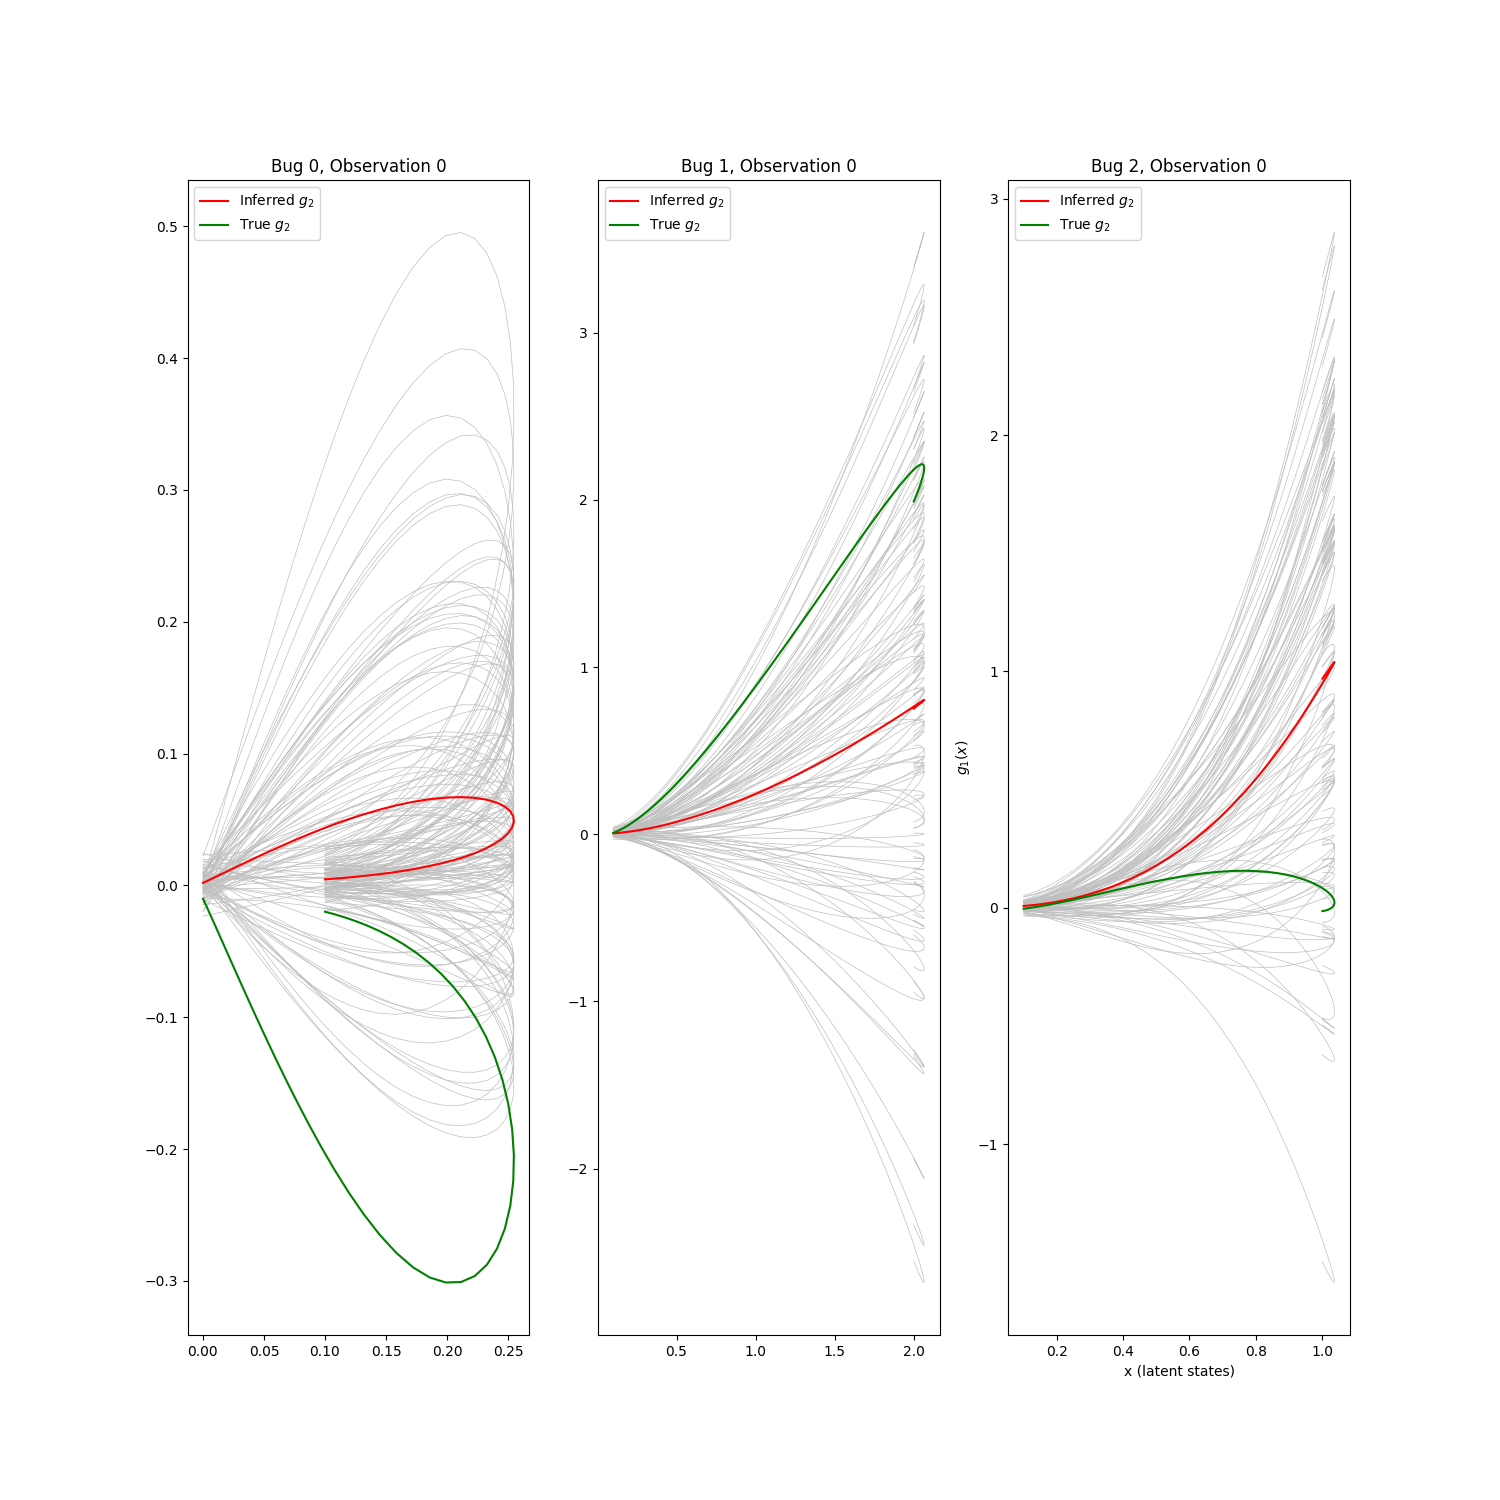 Bug 0, Observation 0
Inferred g₂
True g₂
0.5
0.4
0.3
0.2
0.1
0.0
−0.1
−0.2
−0.3
0.00 0.05 0.10 0.15 0.20 0.25
Bug 1, Observation 0
Inferred g₂
True g₂
3
2
1
0
−1
−2
0.5 1.0 1.5 2.0
Bug 2, Observation 0
Inferred g₂
True g₂
g₁(x)
3
2
1
0
−1
0.2 0.4 0.6 0.8 1.0
x (latent states)